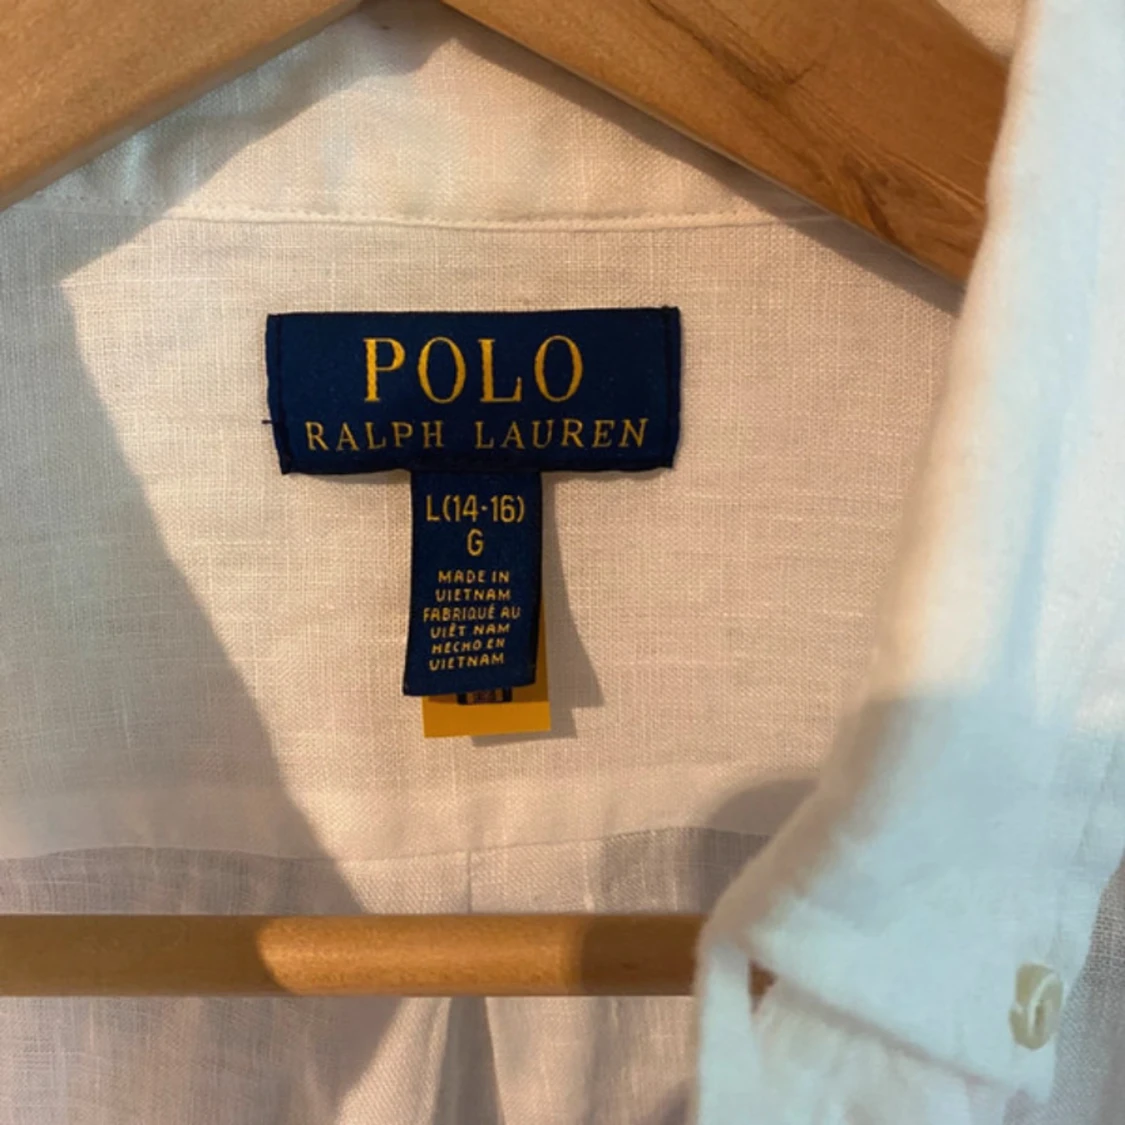 POLO
RALPH LAUREN
L(14-16)
G
MADE IN
VIETNAM
FABRIQUÉ AU
VIÊT NAM
HECHO EN
VIETNAM